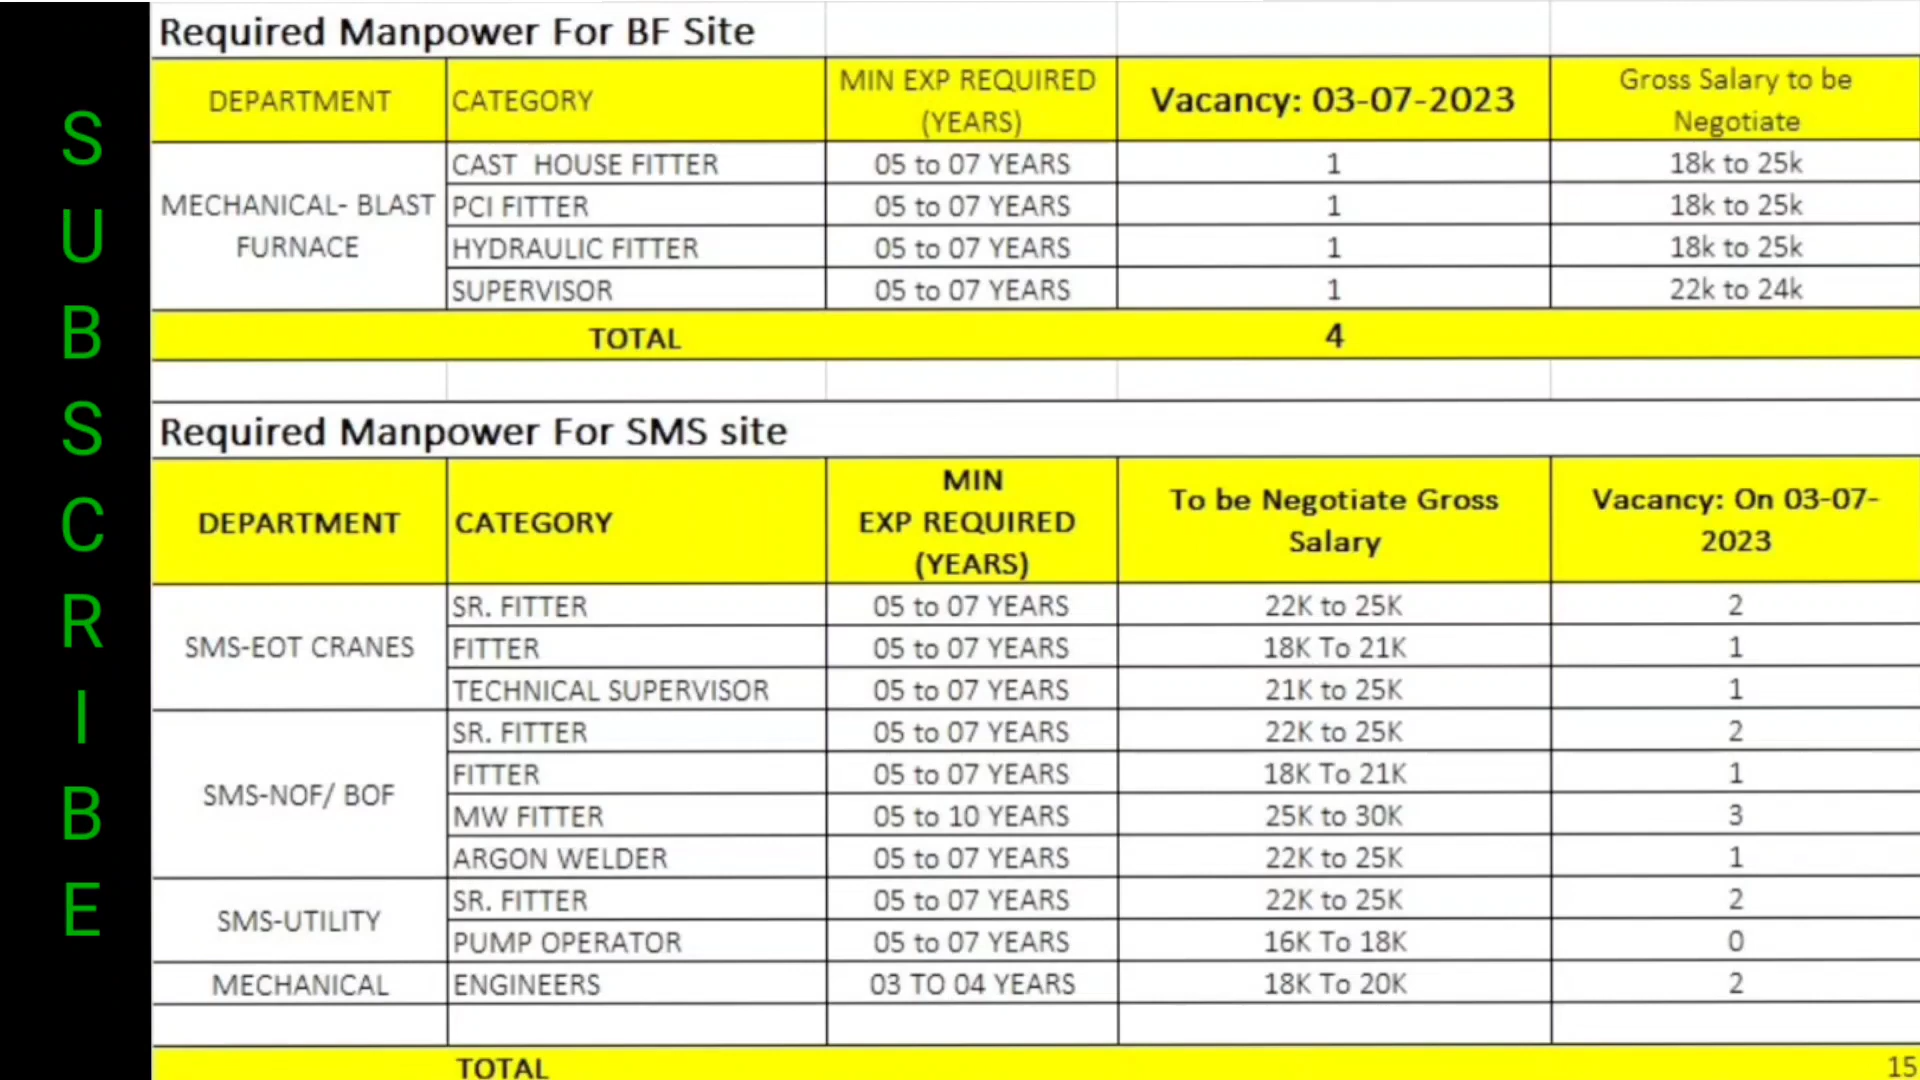 S
U
B
S
C
R
I
B
E
Required Manpower For BF Site
DEPARTMENT CATEGORY MIN EXP REQUIRED (YEARS) Vacancy: 03-07-2023 Gross Salary to be Negotiate
MECHANICAL- BLAST FURNACE CAST HOUSE FITTER 05 to 07 YEARS 1 18k to 25k
PCI FITTER 05 to 07 YEARS 1 18k to 25k
HYDRAULIC FITTER 05 to 07 YEARS 1 18k to 25k
SUPERVISOR 05 to 07 YEARS 1 22k to 24k
TOTAL 4
Required Manpower For SMS site
DEPARTMENT CATEGORY MIN EXP REQUIRED (YEARS) To be Negotiate Gross Salary Vacancy: On 03-07-2023
SMS-EOT CRANES SR. FITTER 05 to 07 YEARS 22K to 25K 2
FITTER 05 to 07 YEARS 18K To 21K 1
TECHNICAL SUPERVISOR 05 to 07 YEARS 21K to 25K 1
SMS-NOF/ BOF SR. FITTER 05 to 07 YEARS 22K to 25K 2
FITTER 05 to 07 YEARS 18K To 21K 1
MW FITTER 05 to 10 YEARS 25K to 30K 3
ARGON WELDER 05 to 07 YEARS 22K to 25K 1
SMS-UTILITY SR. FITTER 05 to 07 YEARS 22K to 25K 2
PUMP OPERATOR 05 to 07 YEARS 16K To 18K 0
MECHANICAL ENGINEERS 03 TO 04 YEARS 18K To 20K 2
TOTAL 15